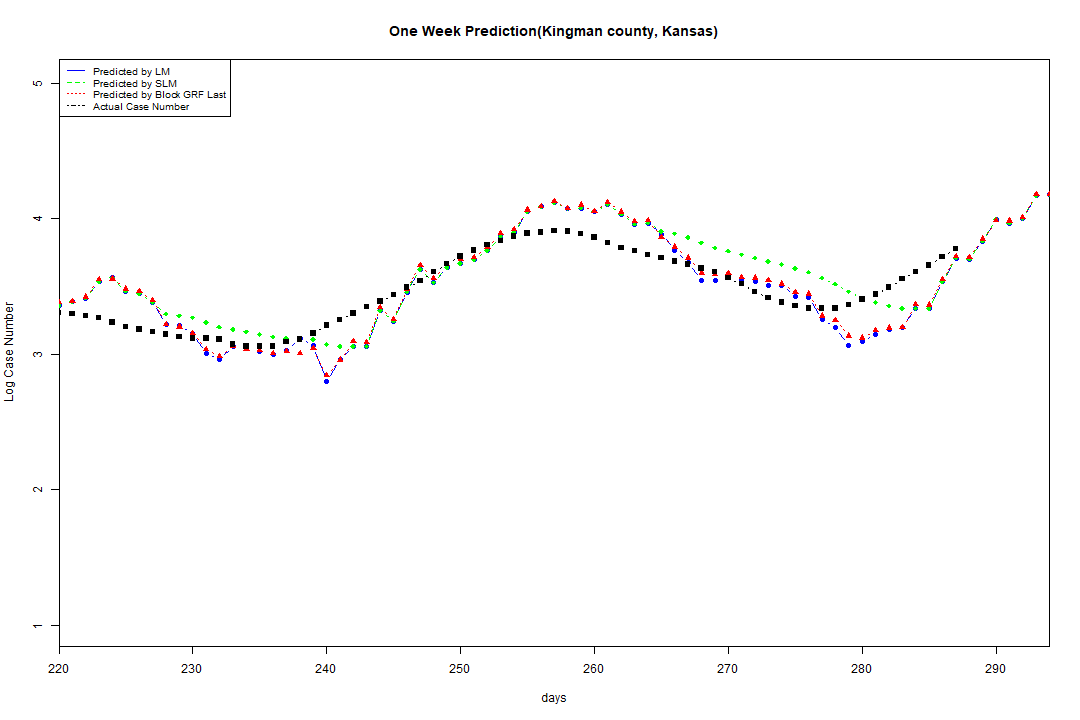 One Week Prediction(Kingman county, Kansas)
Predicted by LM
Predicted by SLM
Predicted by Block GRF Last
Actual Case Number
5
4
3
2
1
Log Case Number
220
230
240
250
260
270
280
290
days